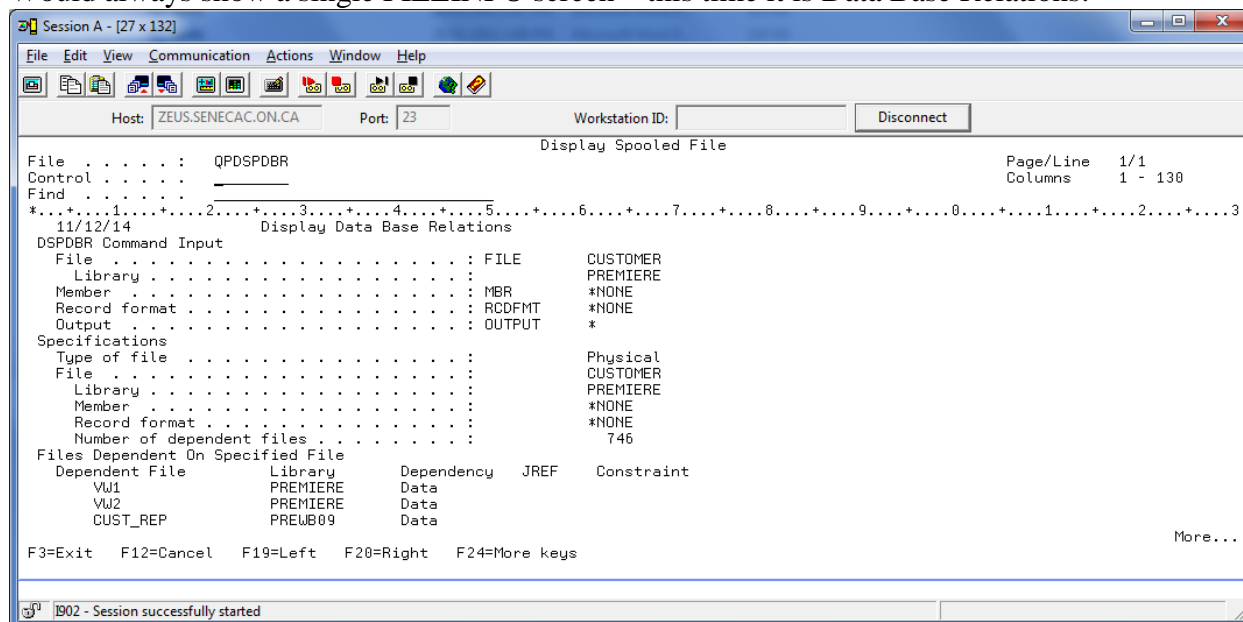 would always show a single FILEINFO screen – this time it is Data Base Relations.
Session A - [27 x 132]
File Edit View Communication Actions Window Help
Host: ZEUS.SENECAC.ON.CA Port: 23 Workstation ID: Disconnect
Display Spooled File
File . . . . . : QPDSPDBR Page/Line 1/1
Control . . . . . Columns 1 - 130
Find . . . . . .
*...+....1....+....2....+....3....+....4....+....5....+....6....+....7....+....8....+....9....+....0....+....1....+....2....+....3
11/12/14 Display Data Base Relations
DSPDBR Command Input
File . . . . . . . . . . . . . . . . . . . : FILE CUSTOMER
Library . . . . . . . . . . . . . . . . . : PREMIERE
Member . . . . . . . . . . . . . . . . . . : MBR *NONE
Record format . . . . . . . . . . . . . . . : RCDFMT *NONE
Output . . . . . . . . . . . . . . . . . . : OUTPUT *
Specifications
Type of file . . . . . . . . . . . . . . . : Physical
File . . . . . . . . . . . . . . . . . . . : CUSTOMER
Library . . . . . . . . . . . . . . . . . : PREMIERE
Member . . . . . . . . . . . . . . . . . : *NONE
Record format . . . . . . . . . . . . . . : *NONE
Number of dependent files . . . . . . . . : 746
Files Dependent On Specified File
Dependent File Library Dependency JREF Constraint
VW1 PREMIERE Data
VW2 PREMIERE Data
CUST_REP PREWB09 Data
More...
F3=Exit F12=Cancel F19=Left F20=Right F24=More keys
I902 - Session successfully started